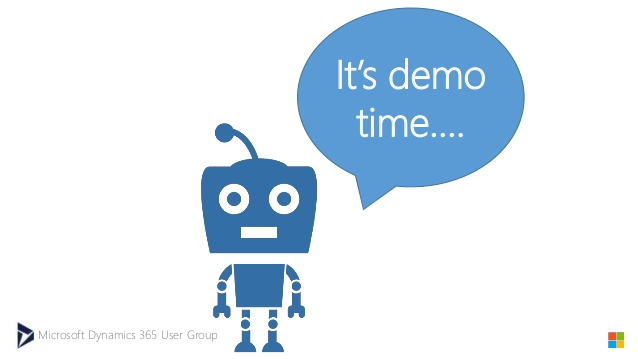 It's demo
time....
Microsoft Dynamics 365 User Group